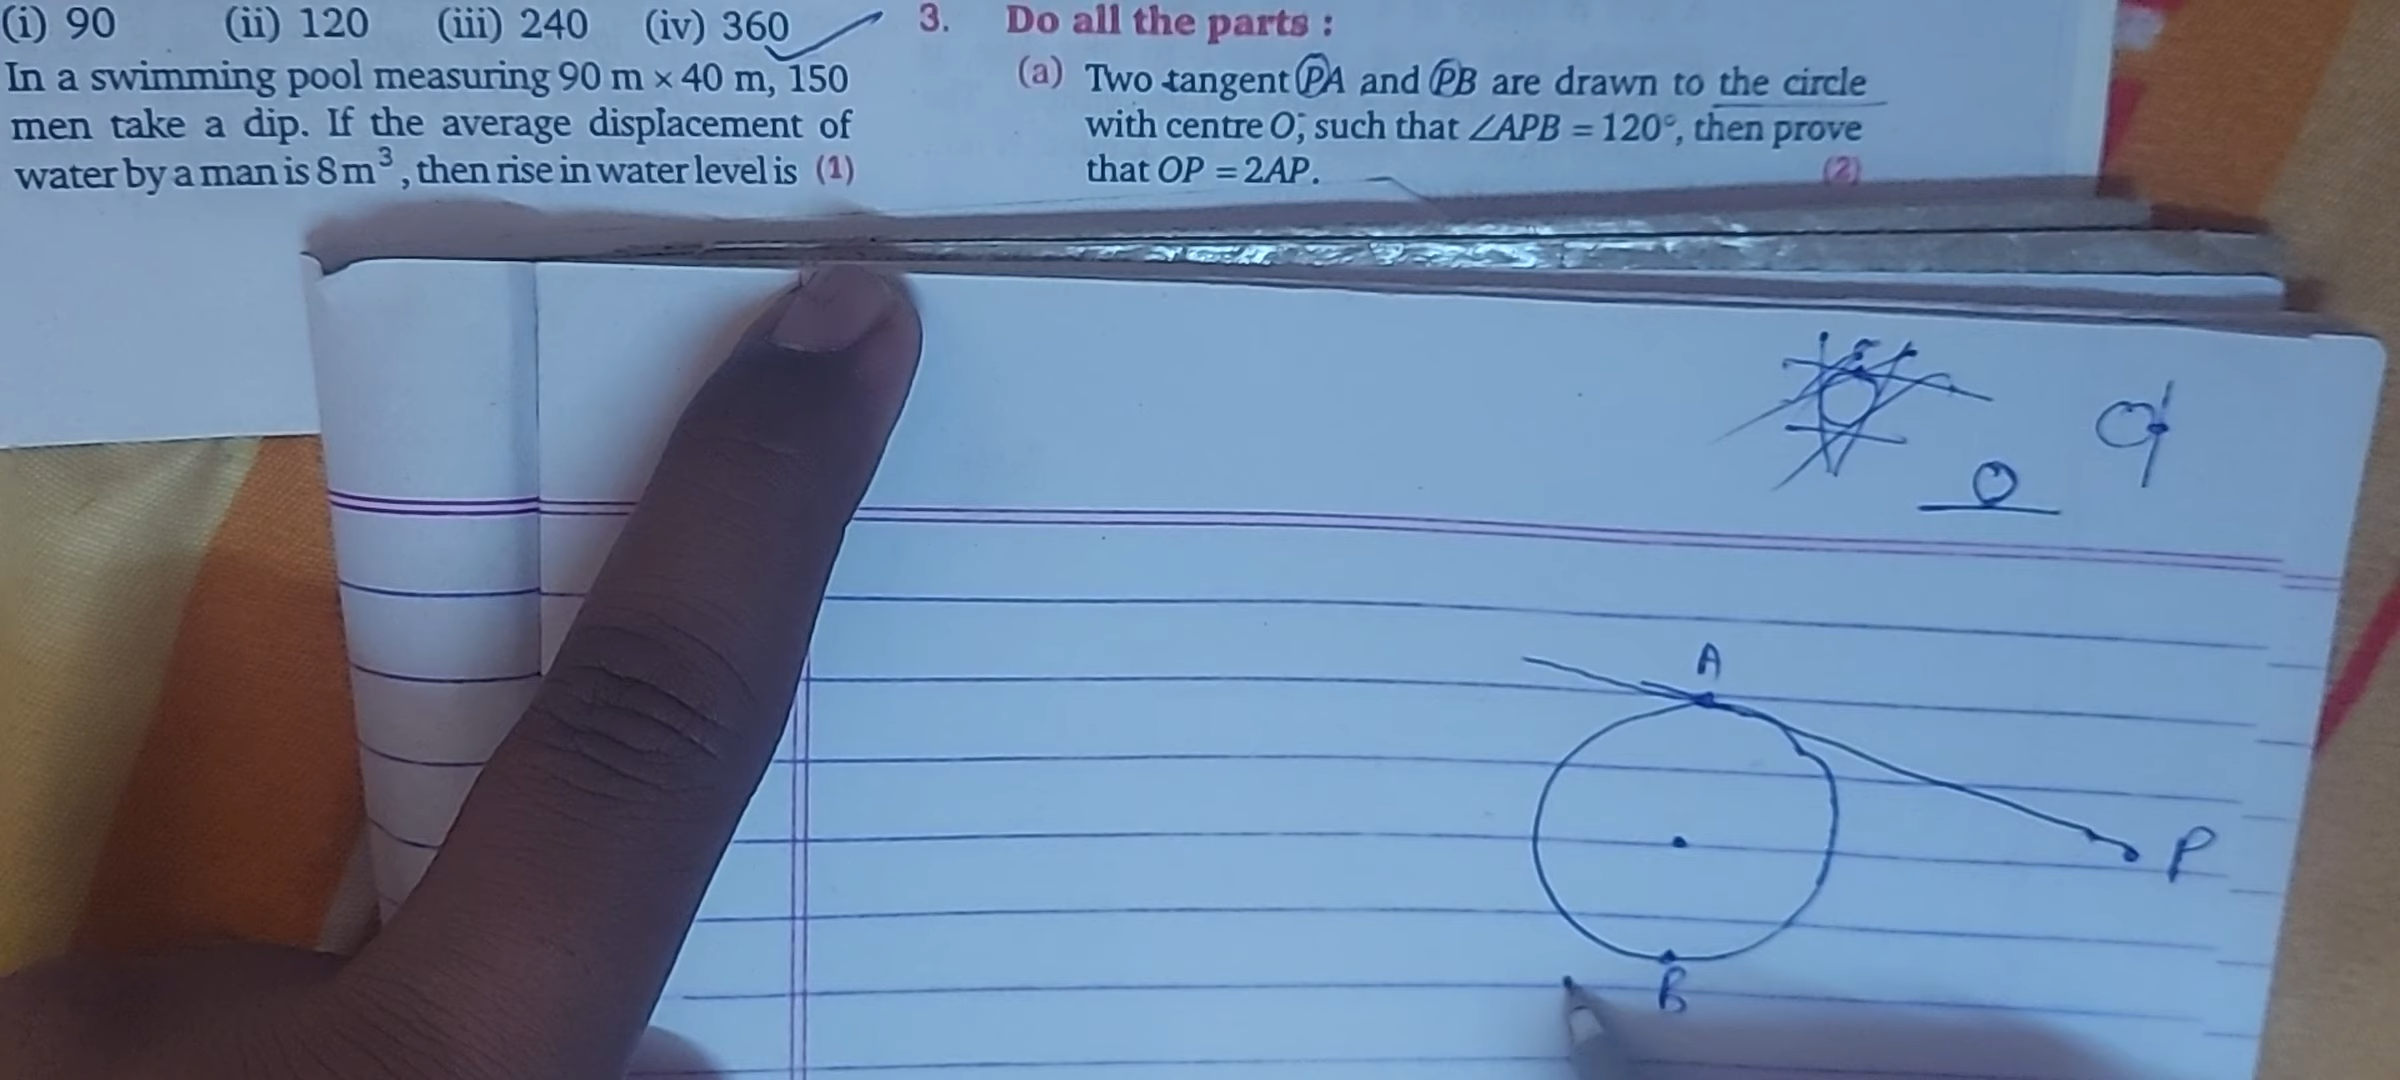 (i) 90 (ii) 120 (iii) 240 (iv) 360
In a swimming pool measuring 90 m × 40 m, 150
men take a dip. If the average displacement of
water by a man is 8 m³, then rise in water level is (1)
3. Do all the parts :
(a) Two tangent PA and PB are drawn to the circle
with centre O, such that ∠APB = 120°, then prove
that OP = 2AP. (2)
A
P
B